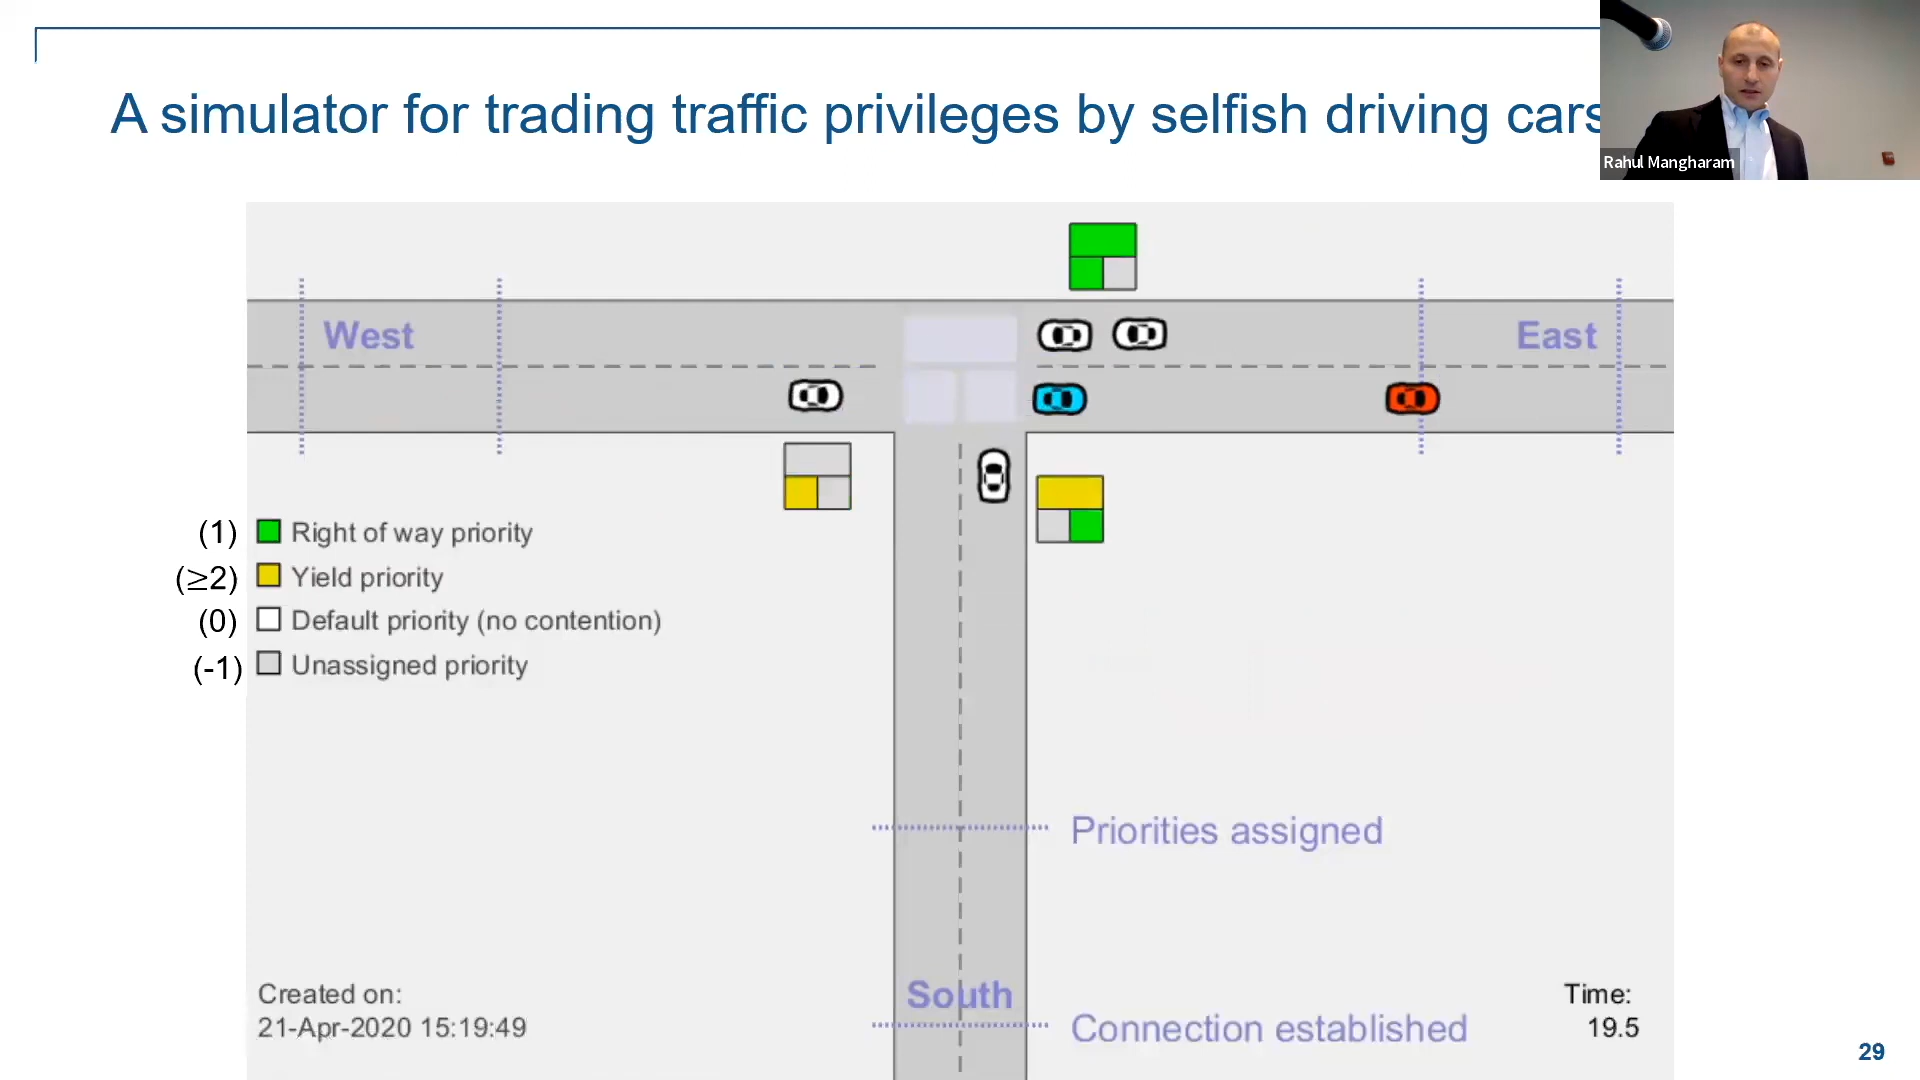 A simulator for trading traffic privileges by selfish driving cars
Rahul Mangharam
West
East
(1) Right of way priority
(≥2) Yield priority
(0) Default priority (no contention)
(-1) Unassigned priority
Priorities assigned
Created on:
21-Apr-2020 15:19:49
South
Connection established
Time:
19.5
29